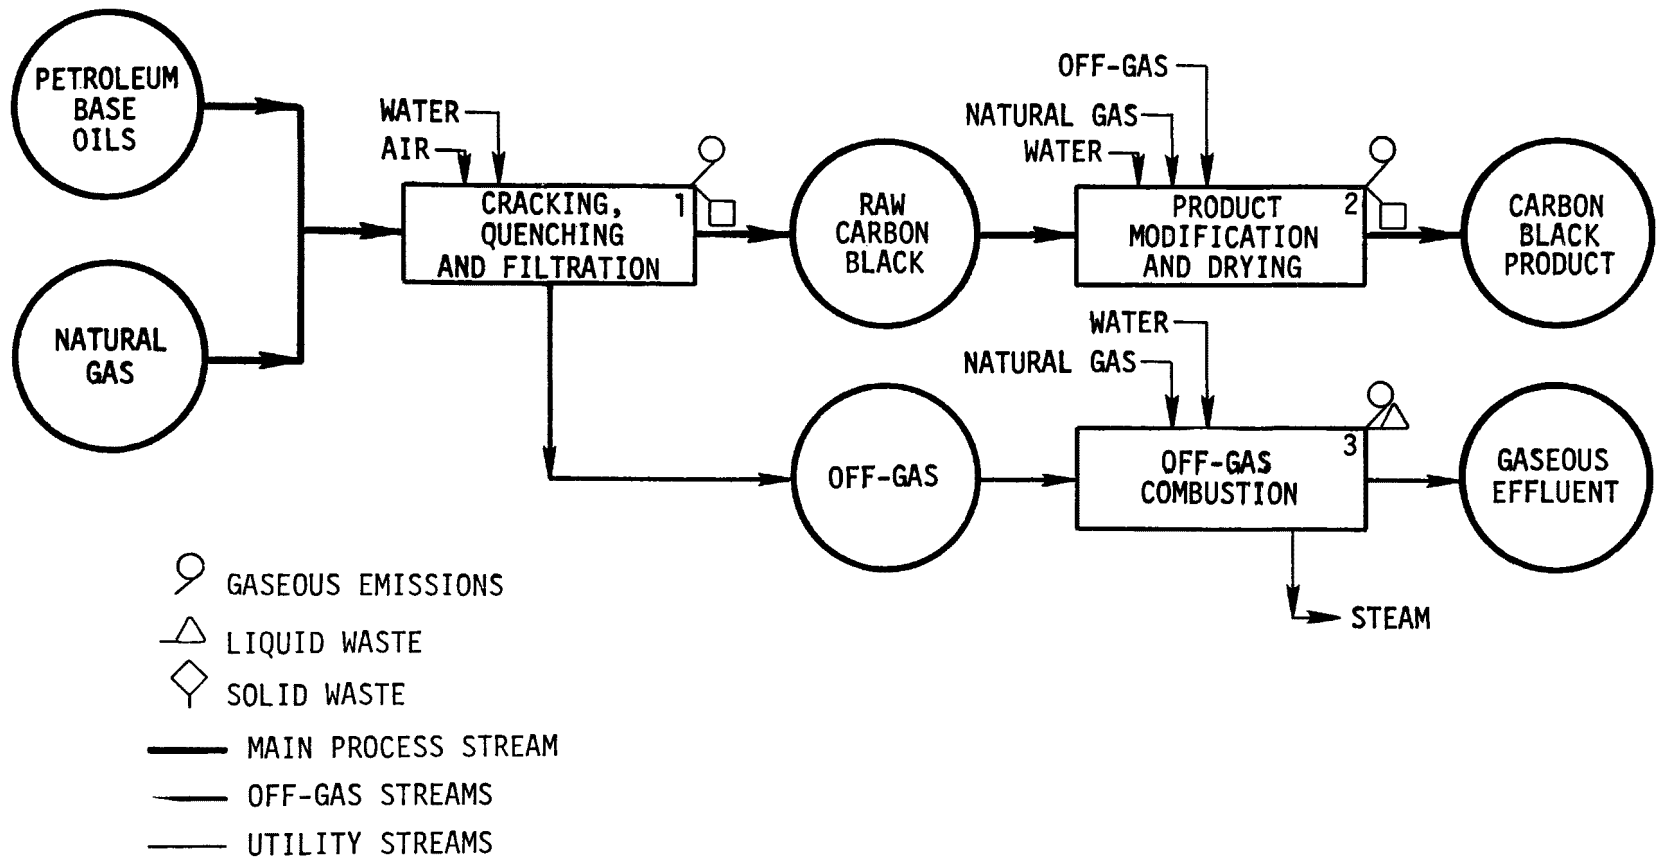 PETROLEUM
BASE
OILS
NATURAL
GAS
WATER
AIR
CRACKING,
QUENCHING
AND FILTRATION
1
RAW
CARBON
BLACK
OFF-GAS
NATURAL GAS
WATER
PRODUCT
MODIFICATION
AND DRYING
2
CARBON
BLACK
PRODUCT
OFF-GAS
WATER
NATURAL GAS
OFF-GAS
COMBUSTION
3
GASEOUS
EFFLUENT
STEAM
GASEOUS EMISSIONS
LIQUID WASTE
SOLID WASTE
MAIN PROCESS STREAM
OFF-GAS STREAMS
UTILITY STREAMS